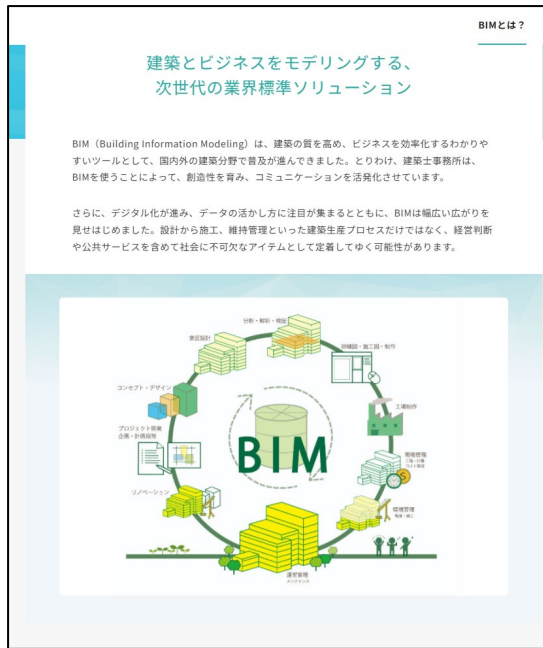 BIMとは？
建築とビジネスをモデリングする、
次世代の業界標準ソリューション
BIM（Building Information Modeling）は、建築の質を高め、ビジネスを効率化するわかりや
すいツールとして、国内外の建築分野で普及が進んできました。とりわけ、建築士事務所は、
BIMを使うことによって、創造性を育み、コミュニケーションを活発化させています。
さらに、デジタル化が進み、データの活かし方に注目が集まるとともに、BIMは幅広い広がりを
見せはじめました。設計から施工、維持管理といった建築生産プロセスだけではなく、経営判断
や公共サービスを含めて社会に不可欠なアイテムとして定着してゆく可能性があります。
分析・解析・検証
意匠設計
詳細図・施工図・制作
コンセプト・デザイン
工場制作
プロジェクト開発
企画・計画段階
BIM
現場管理
リノベーション
環境管理
運営管理
メンテナンス